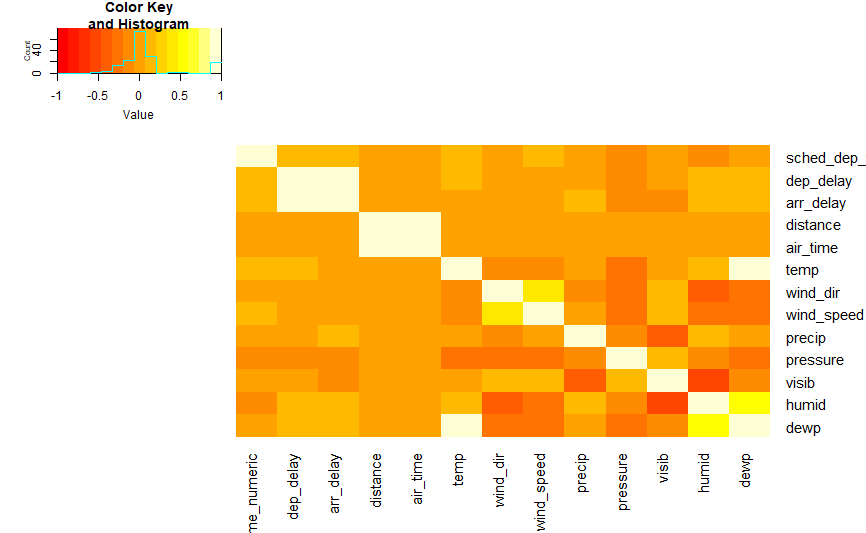 Color Key
and Histogram
Count
0 40
-1 -0.5 0 0.5 1
Value
sched_dep_
dep_delay
arr_delay
distance
air_time
temp
wind_dir
wind_speed
precip
pressure
visib
humid
dewp
me_numeric
dep_delay
arr_delay
distance
air_time
temp
wind_dir
wind_speed
precip
pressure
visib
humid
dewp